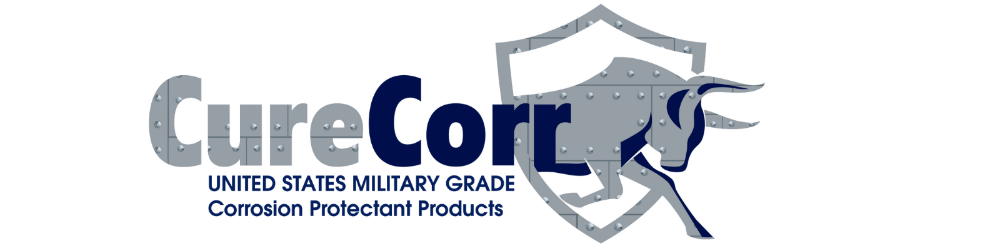 CureCorr
UNITED STATES MILITARY GRADE
Corrosion Protectant Products